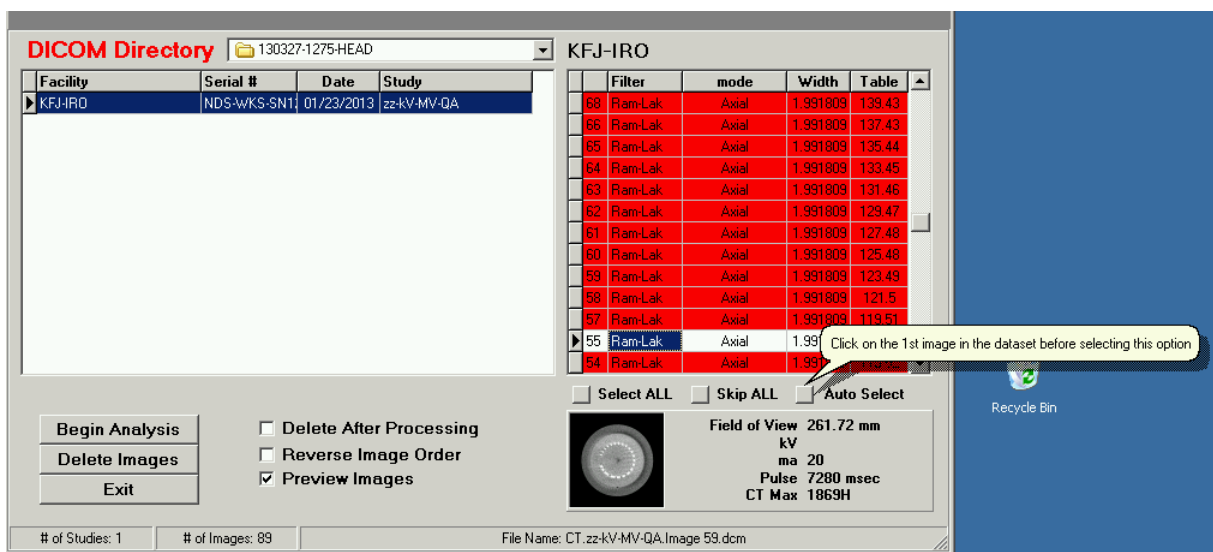 DICOM Directory 130327-1275-HEAD KFJ-IRO
Facility Serial # Date Study
KFJ-IRO NDS-WKS-SN1 01/23/2013 zz-kV-MV-QA
Filter mode Width Table
68 Ram-Lak Axial 1.991809 139.43
66 Ram-Lak Axial 1.991809 137.43
65 Ram-Lak Axial 1.991809 135.44
64 Ram-Lak Axial 1.991809 133.45
63 Ram-Lak Axial 1.991809 131.46
62 Ram-Lak Axial 1.991809 129.47
61 Ram-Lak Axial 1.991809 127.48
60 Ram-Lak Axial 1.991809 125.48
59 Ram-Lak Axial 1.991809 123.49
58 Ram-Lak Axial 1.991809 121.5
57 Ram-Lak Axial 1.991809 119.51
55 Ram-Lak Axial 1.99
54 Ram-Lak Axial 1.99
Click on the 1st image in the dataset before selecting this option
Select ALL Skip ALL Auto Select
Recycle Bin
Begin Analysis
Delete Images
Exit
Delete After Processing
Reverse Image Order
Preview Images
Field of View 261.72 mm
kV
ma 20
Pulse 7280 msec
CT Max 1869H
# of Studies: 1 # of Images: 89 File Name: CT.zz-kV-MV-QA.Image 59.dcm